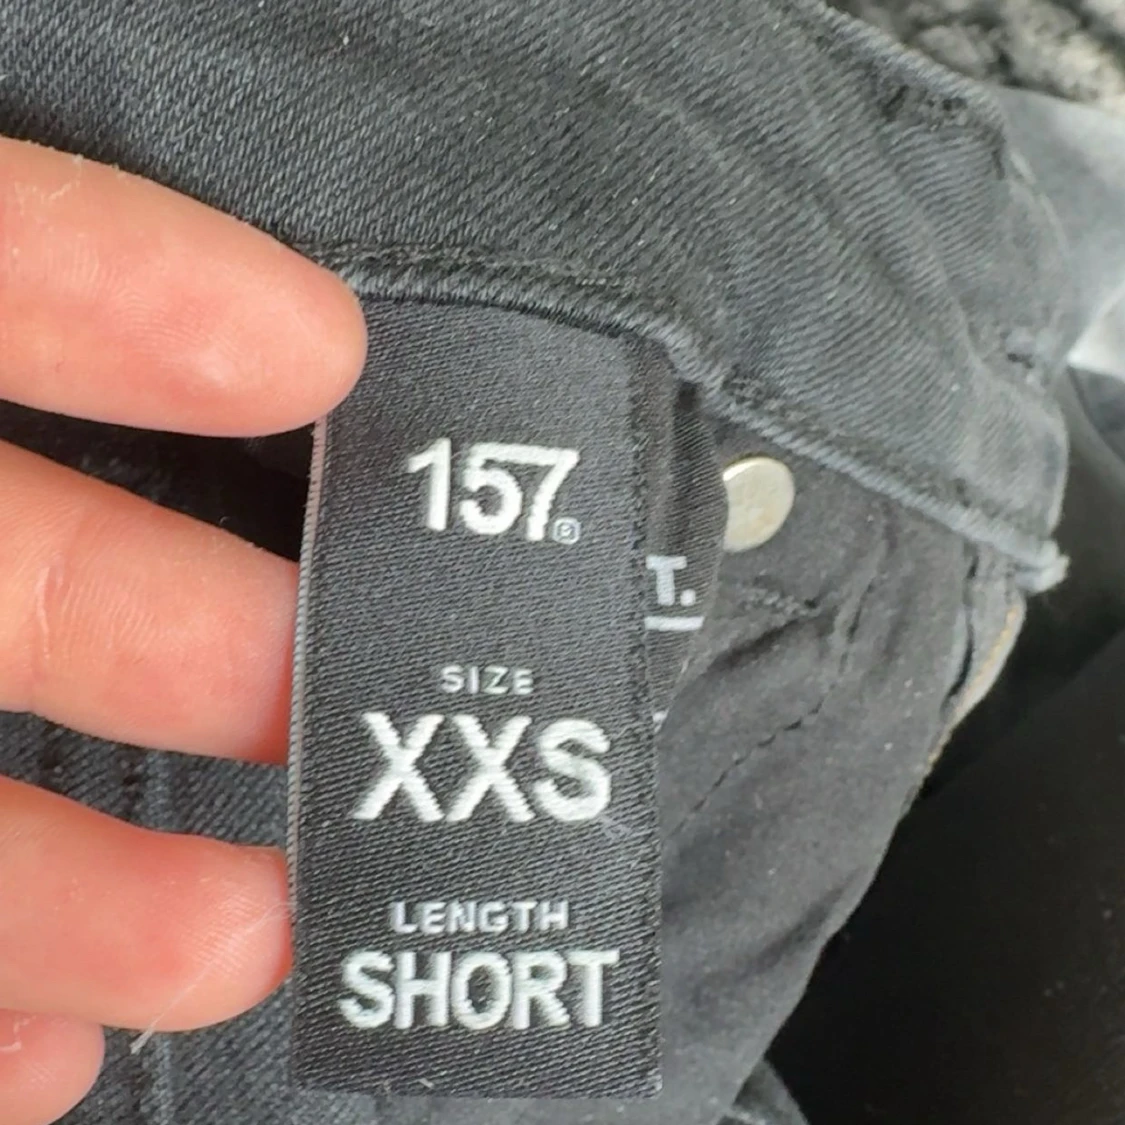 157®
T.
SIZE
XXS
LENGTH
SHORT